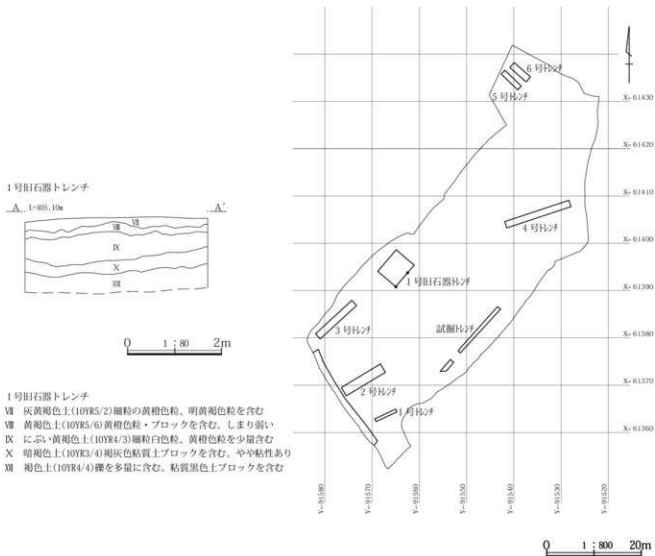 1号旧石器トレンチ
A L=405.10m A'
Ⅶ
Ⅷ
Ⅸ
Ⅹ
ⅩⅢ
0 1:80 2m
1号旧石器トレンチ
Ⅶ 灰黄褐色土(10YR5/2)細粒の黄橙色粒、明黄褐色粒を含む
Ⅷ 黄褐色土(10YR5/6)黄橙色粒・ブロックを含む。しまり弱い
Ⅸ にぶい黄褐色土(10YR4/3)細粒白色粒、黄橙色粒を少量含む
Ⅹ 暗褐色土(10YR3/4)褐灰色粘質土ブロックを含む。やや粘性あり
ⅩⅢ 褐色土(10YR4/4)礫を多量に含む。粘質黒色土ブロックを含む
6号トレンチ
5号トレンチ
4号トレンチ
1号旧石器トレンチ
3号トレンチ
試掘トレンチ
2号トレンチ
1号トレンチ
X=61430
X=61420
X=61410
X=61400
X=61390
X=61380
X=61370
X=61360
Y=-91580
Y=-91570
Y=-91560
Y=-91550
Y=-91540
Y=-91530
Y=-91520
0 1:800 20m